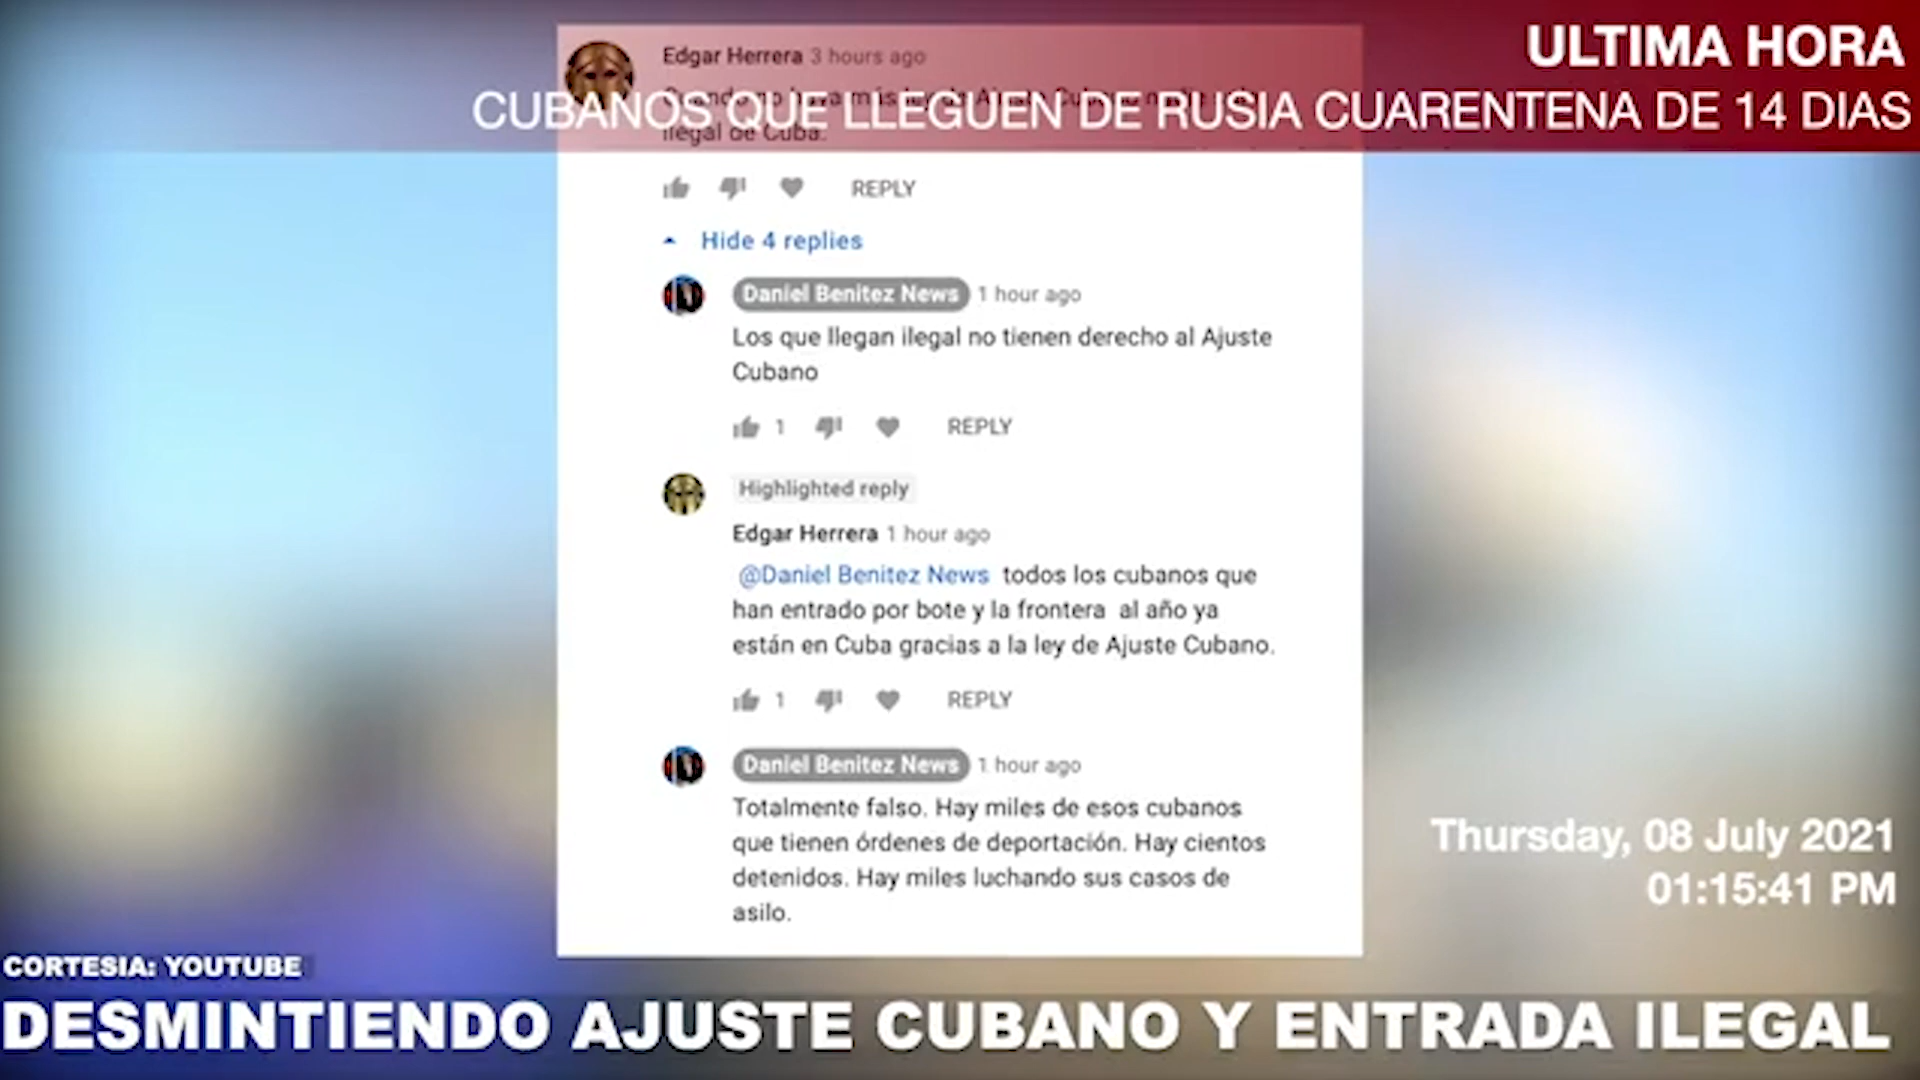 ULTIMA HORA
CUBANOS QUE LLEGUEN DE RUSIA CUARENTENA DE 14 DIAS
Edgar Herrera 3 hours ago
ilegal de Cuba.
REPLY
Hide 4 replies
Daniel Benitez News 1 hour ago
Los que llegan ilegal no tienen derecho al Ajuste
Cubano
1 REPLY
Highlighted reply
Edgar Herrera 1 hour ago
@Daniel Benitez News todos los cubanos que
han entrado por bote y la frontera al año ya
están en Cuba gracias a la ley de Ajuste Cubano.
1 REPLY
Daniel Benitez News 1 hour ago
Totalmente falso. Hay miles de esos cubanos
que tienen órdenes de deportación. Hay cientos
detenidos. Hay miles luchando sus casos de
asilo.
Thursday, 08 July 2021
01:15:41 PM
CORTESIA: YOUTUBE
DESMINTIENDO AJUSTE CUBANO Y ENTRADA ILEGAL